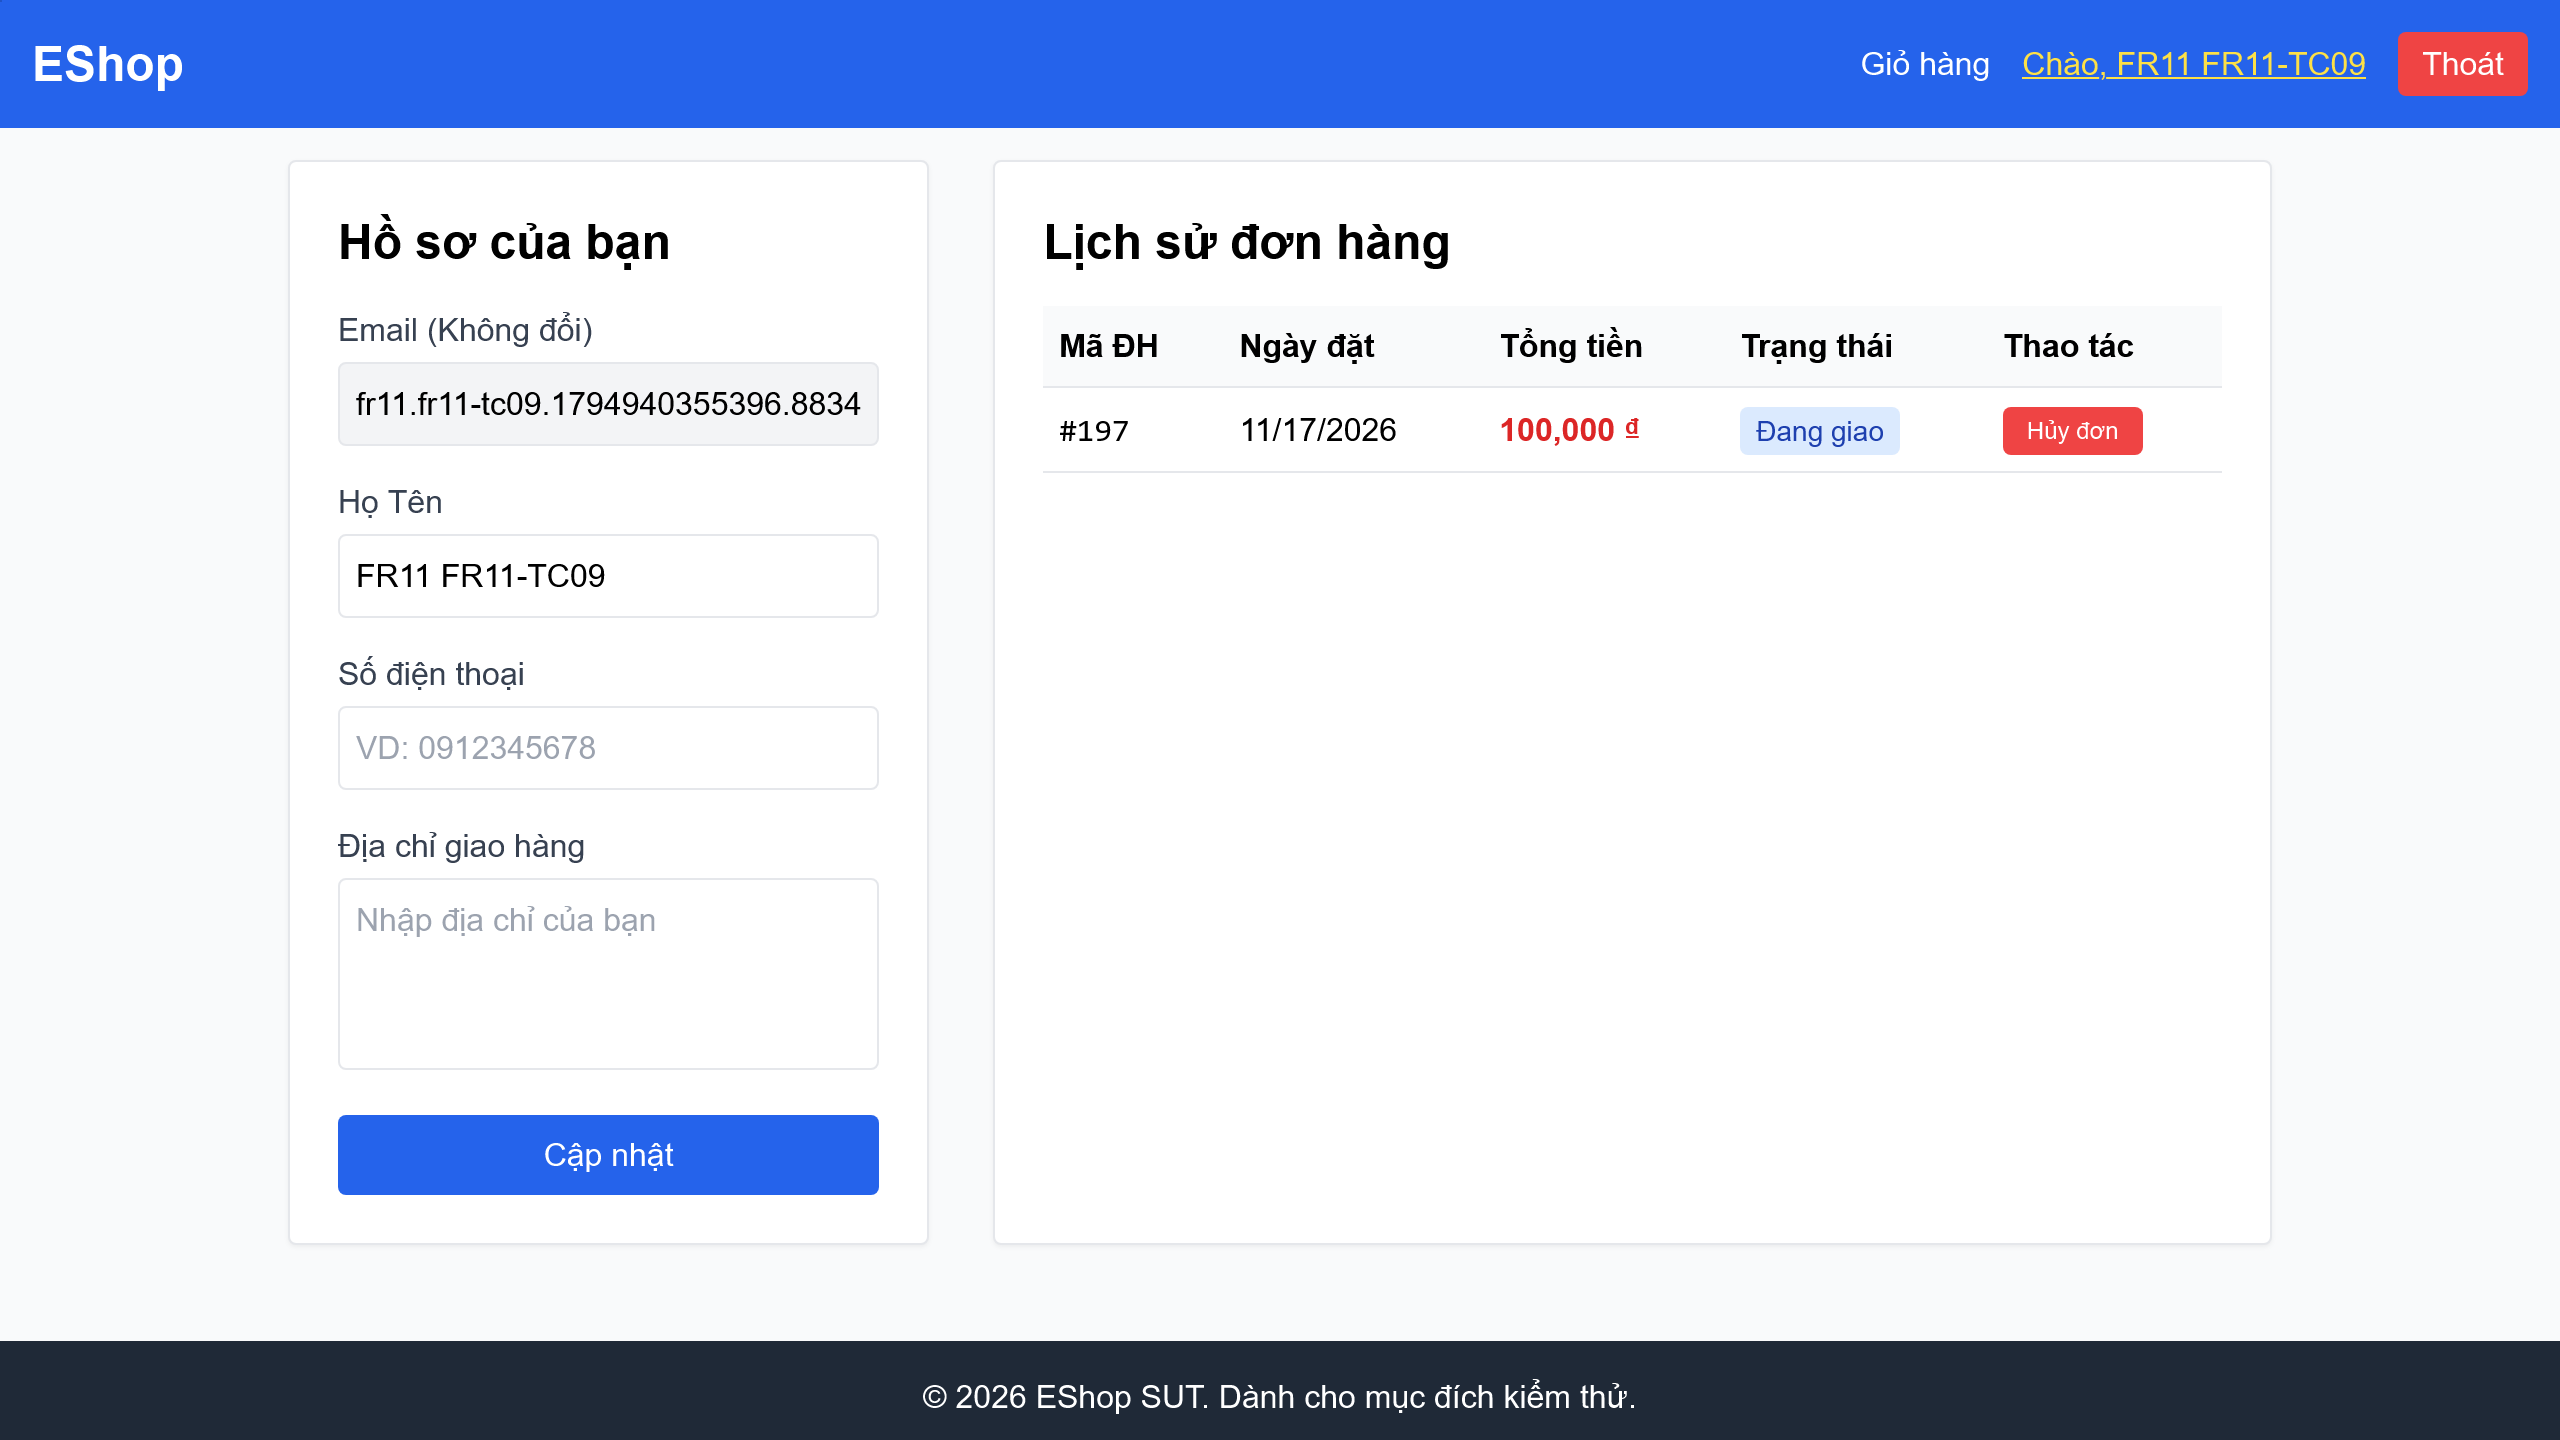 EShop
Giỏ hàng
Chào, FR11 FR11-TC09
Thoát
Hồ sơ của bạn
Email (Không đổi)
fr11.fr11-tc09.1794940355396.8834
Họ Tên
FR11 FR11-TC09
Số điện thoại
VD: 0912345678
Địa chỉ giao hàng
Nhập địa chỉ của bạn
Cập nhật
Lịch sử đơn hàng
Mã ĐH Ngày đặt Tổng tiền Trạng thái Thao tác
#197 11/17/2026 100,000 ₫ Đang giao Hủy đơn
© 2026 EShop SUT. Dành cho mục đích kiểm thử.